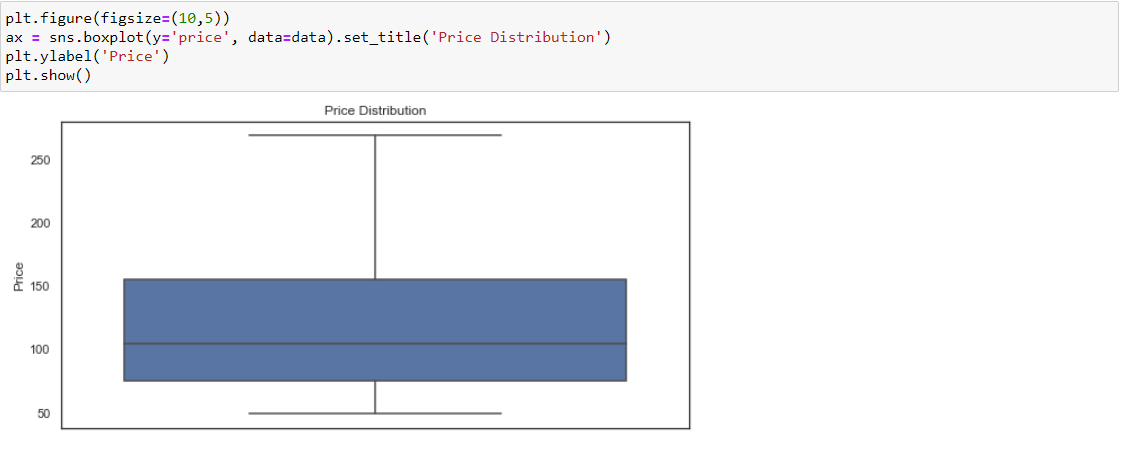 plt.figure(figsize=(10,5))
ax = sns.boxplot(y='price', data=data).set_title('Price Distribution')
plt.ylabel('Price')
plt.show()
Price Distribution
250
200
Price
150
100
50